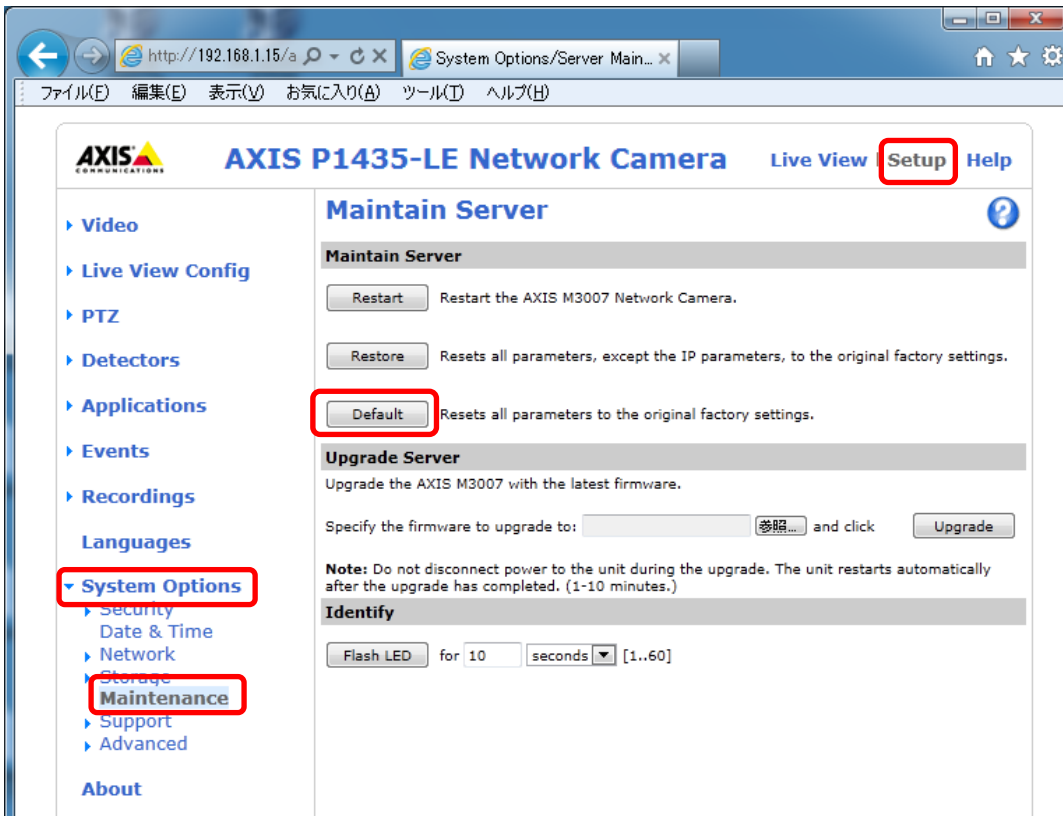 http://192.168.1.15/a
System Options/Server Main...
ファイル(F) 編集(E) 表示(V) お気に入り(A) ツール(T) ヘルプ(H)
AXIS
COMMUNICATIONS
AXIS P1435-LE Network Camera
Live View | Setup | Help
Video
Live View Config
PTZ
Detectors
Applications
Events
Recordings
Languages
System Options
Security
Date & Time
Network
Storage
Maintenance
Support
Advanced
About
Maintain Server
?
Maintain Server
Restart Restart the AXIS M3007 Network Camera.
Restore Resets all parameters, except the IP parameters, to the original factory settings.
Default Resets all parameters to the original factory settings.
Upgrade Server
Upgrade the AXIS M3007 with the latest firmware.
Specify the firmware to upgrade to: 参照... and click Upgrade
Note: Do not disconnect power to the unit during the upgrade. The unit restarts automatically
after the upgrade has completed. (1-10 minutes.)
Identify
Flash LED for 10 seconds [1..60]